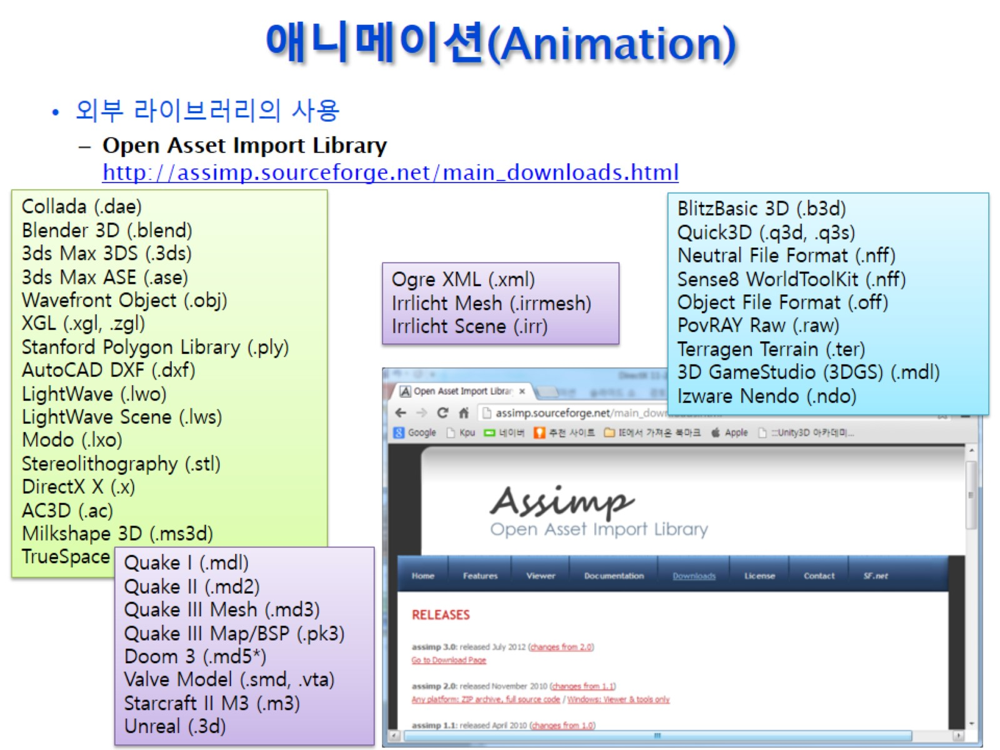 애니메이션(Animation)
• 외부 라이브러리의 사용
– Open Asset Import Library
http://assimp.sourceforge.net/main_downloads.html
Collada (.dae)
Blender 3D (.blend)
3ds Max 3DS (.3ds)
3ds Max ASE (.ase)
Wavefront Object (.obj)
XGL (.xgl, .zgl)
Stanford Polygon Library (.ply)
AutoCAD DXF (.dxf)
LightWave (.lwo)
LightWave Scene (.lws)
Modo (.lxo)
Stereolithography (.stl)
DirectX X (.x)
AC3D (.ac)
Milkshape 3D (.ms3d)
TrueSpace
Quake I (.mdl)
Quake II (.md2)
Quake III Mesh (.md3)
Quake III Map/BSP (.pk3)
Doom 3 (.md5*)
Valve Model (.smd, .vta)
Starcraft II M3 (.m3)
Unreal (.3d)
Ogre XML (.xml)
Irrlicht Mesh (.irrmesh)
Irrlicht Scene (.irr)
BlitzBasic 3D (.b3d)
Quick3D (.q3d, .q3s)
Neutral File Format (.nff)
Sense8 WorldToolKit (.nff)
Object File Format (.off)
PovRAY Raw (.raw)
Terragen Terrain (.ter)
3D GameStudio (3DGS) (.mdl)
Izware Nendo (.ndo)
Open Asset Import Librar
assimp.sourceforge.net/main_dow
Google Kpu 네이버 추천 사이트 IE에서 가져온 북마크 Apple :::Unity3D 아카데미...
Assimp
Open Asset Import Library
Home Features Viewer Documentation Downloads License Contact SF.net
RELEASES
assimp 3.0: released July 2012 (changes from 2.0)
Go to Download Page
assimp 2.0: released November 2010 (changes from 1.1)
Any platform: ZIP archive, full source code / Windows: Viewer & tools only
assimp 1.1: released April 2010 (changes from 1.0)